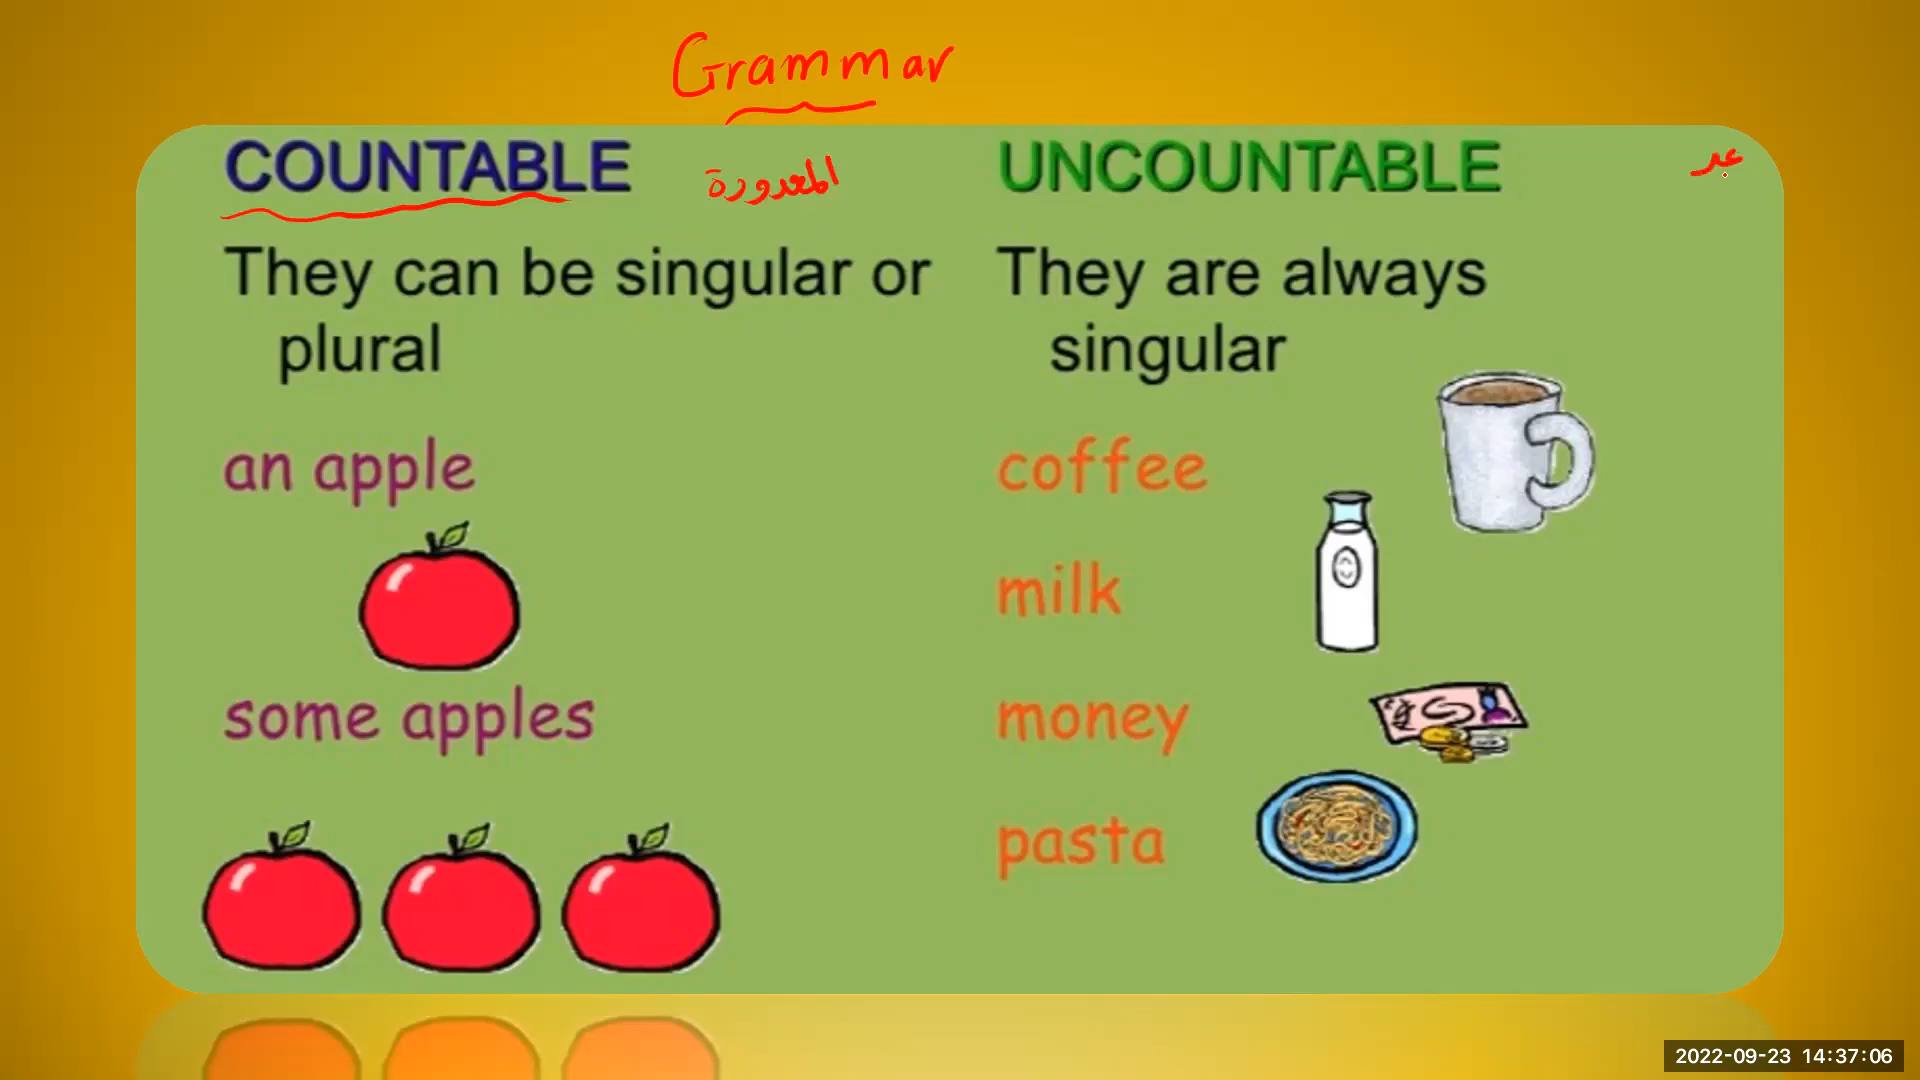 Grammar
COUNTABLE المعدودة
They can be singular or
plural
an apple
some apples
UNCOUNTABLE
They are always
singular
coffee
milk
money
pasta
2022-09-23 14:37:06